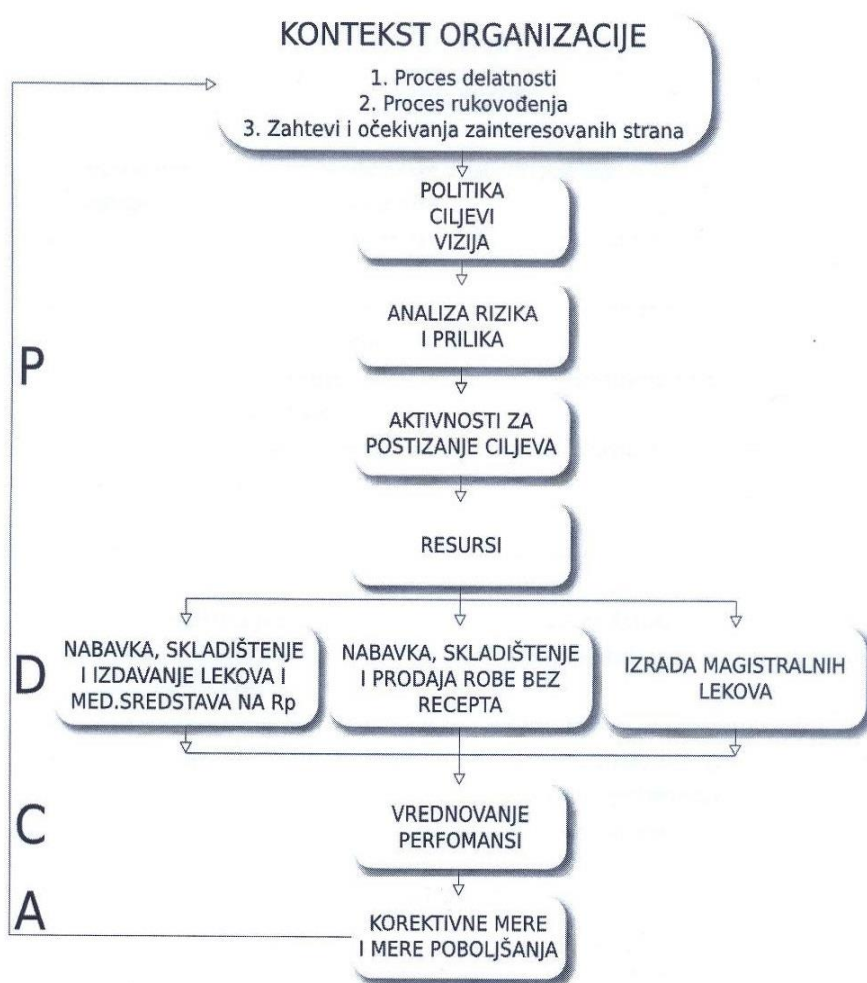 KONTEKST ORGANIZACIJE
1. Proces delatnosti
2. Proces rukovođenja
3. Zahtevi i očekivanja zainteresovanih strana
POLITIKA
CILJEVI
VIZIJA
ANALIZA RIZIKA
I PRILIKA
P
AKTIVNOSTI ZA
POSTIZANJE CILJEVA
RESURSI
D
NABAVKA, SKLADIŠTENJE
I IZDAVANJE LEKOVA I
MED.SREDSTAVA NA Rp
NABAVKA, SKLADIŠTENJE
I PRODAJA ROBE BEZ
RECEPTA
IZRADA MAGISTRALNIH
LEKOVA
C
VREDNOVANJE
PERFOMANSI
A
KOREKTIVNE MERE
I MERE POBOLJŠANJA